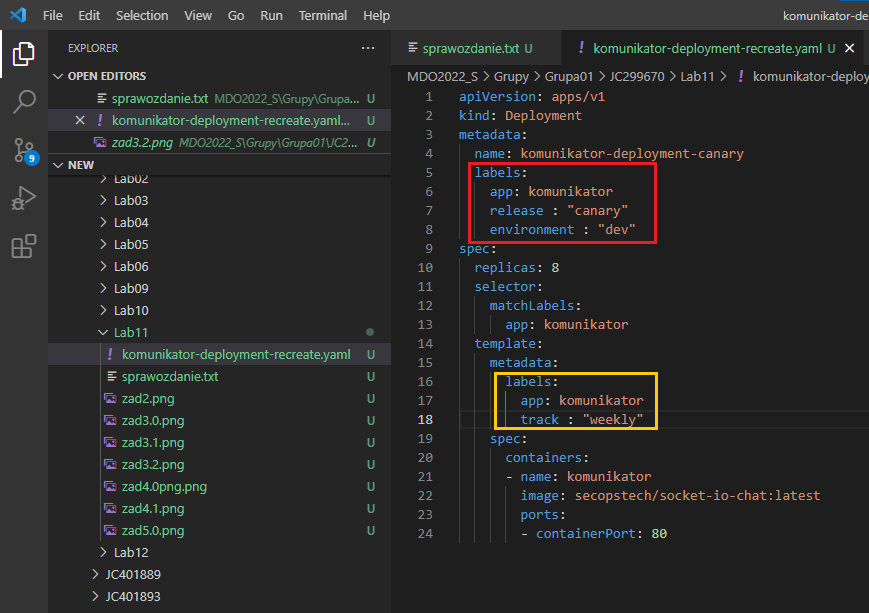 File Edit Selection View Go Run Terminal Help komunikator-de
EXPLORER
OPEN EDITORS
sprawozdanie.txt MDO2022_S\Grupy\Grupa... U
! komunikator-deployment-recreate.yaml... U
zad3.2.png MDO2022_S\Grupy\Grupa01\JC2... U
9
NEW
Lab02
Lab03
Lab04
Lab05
Lab06
Lab09
Lab10
Lab11
! komunikator-deployment-recreate.yaml U
sprawozdanie.txt U
zad2.png U
zad3.0.png U
zad3.1.png U
zad3.2.png U
zad4.0png.png U
zad4.1.png U
zad5.0.png U
Lab12
JC401889
JC401893
sprawozdanie.txt U
! komunikator-deployment-recreate.yaml U
MDO2022_S > Grupy > Grupa01 > JC299670 > Lab11 > ! komunikator-deploy
1 apiVersion: apps/v1
2 kind: Deployment
3 metadata:
4 name: komunikator-deployment-canary
5 labels:
6 app: komunikator
7 release : "canary"
8 environment : "dev"
9 spec:
10 replicas: 8
11 selector:
12 matchLabels:
13 app: komunikator
14 template:
15 metadata:
16 labels:
17 app: komunikator
18 track : "weekly"
19 spec:
20 containers:
21 - name: komunikator
22 image: secopstech/socket-io-chat:latest
23 ports:
24 - containerPort: 80